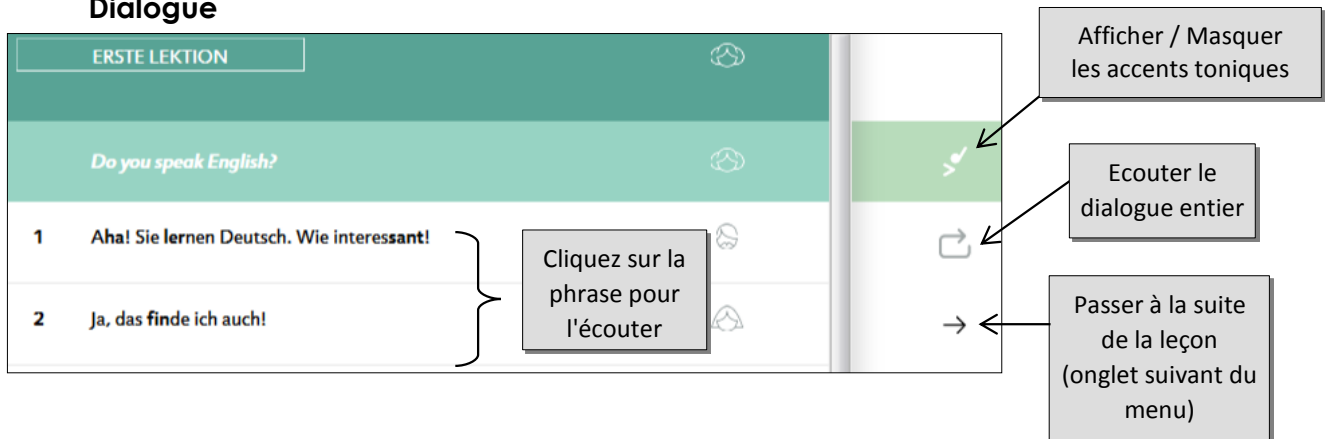 Dialogue
ERSTE LEKTION
Do you speak English?
1 Aha! Sie lernen Deutsch. Wie interessant!
2 Ja, das finde ich auch!
Cliquez sur la
phrase pour
l'écouter
Afficher / Masquer
les accents toniques
Ecouter le
dialogue entier
Passer à la suite
de la leçon
(onglet suivant du
menu)